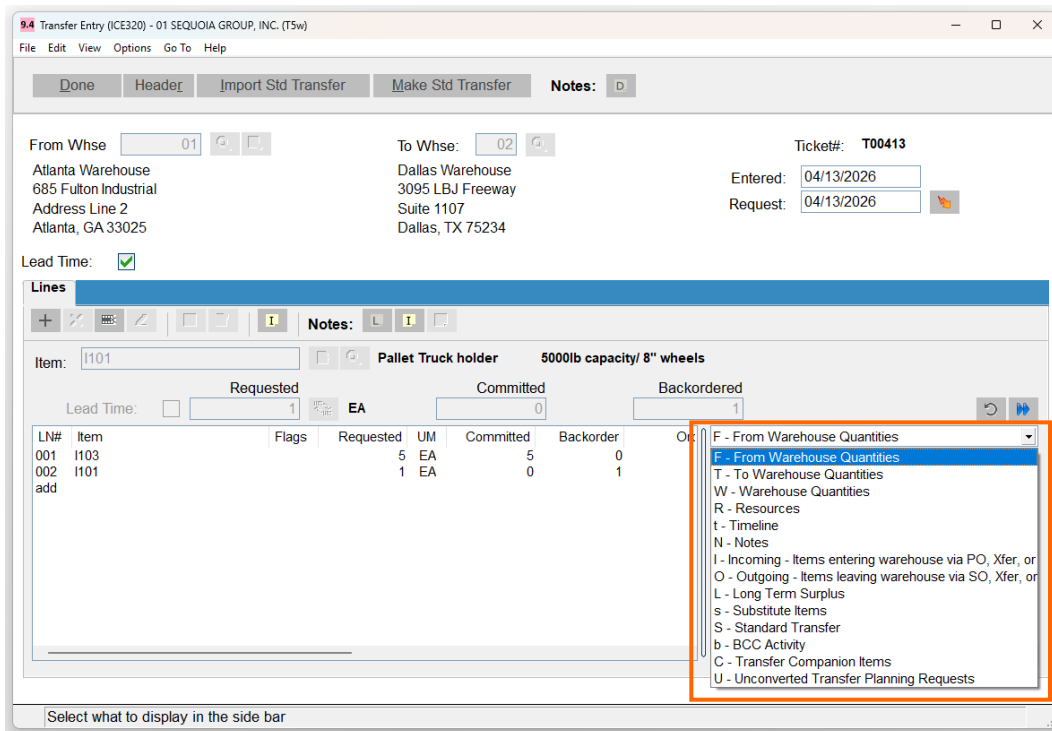 9.4 Transfer Entry (ICE320) - 01 SEQUOIA GROUP, INC. (T5w)
File Edit View Options Go To Help
Done Header Import Std Transfer Make Std Transfer Notes: D
From Whse 01 To Whse: 02 Ticket#: T00413
Atlanta Warehouse Dallas Warehouse Entered: 04/13/2026
685 Fulton Industrial 3095 LBJ Freeway Request: 04/13/2026
Address Line 2 Suite 1107
Atlanta, GA 33025 Dallas, TX 75234
Lead Time:
Lines
I Notes: L I
Item: I101 Pallet Truck holder 5000lb capacity/ 8" wheels
Requested Committed Backordered
Lead Time: 1 EA 0 1
LN# Item Flags Requested UM Committed Backorder
001 I103 5 EA 5 0
002 I101 1 EA 0 1
add
F - From Warehouse Quantities
F - From Warehouse Quantities
T - To Warehouse Quantities
W - Warehouse Quantities
R - Resources
t - Timeline
N - Notes
I - Incoming - Items entering warehouse via PO, Xfer, or
O - Outgoing - Items leaving warehouse via SO, Xfer, or
L - Long Term Surplus
s - Substitute Items
S - Standard Transfer
b - BCC Activity
C - Transfer Companion Items
U - Unconverted Transfer Planning Requests
Select what to display in the side bar